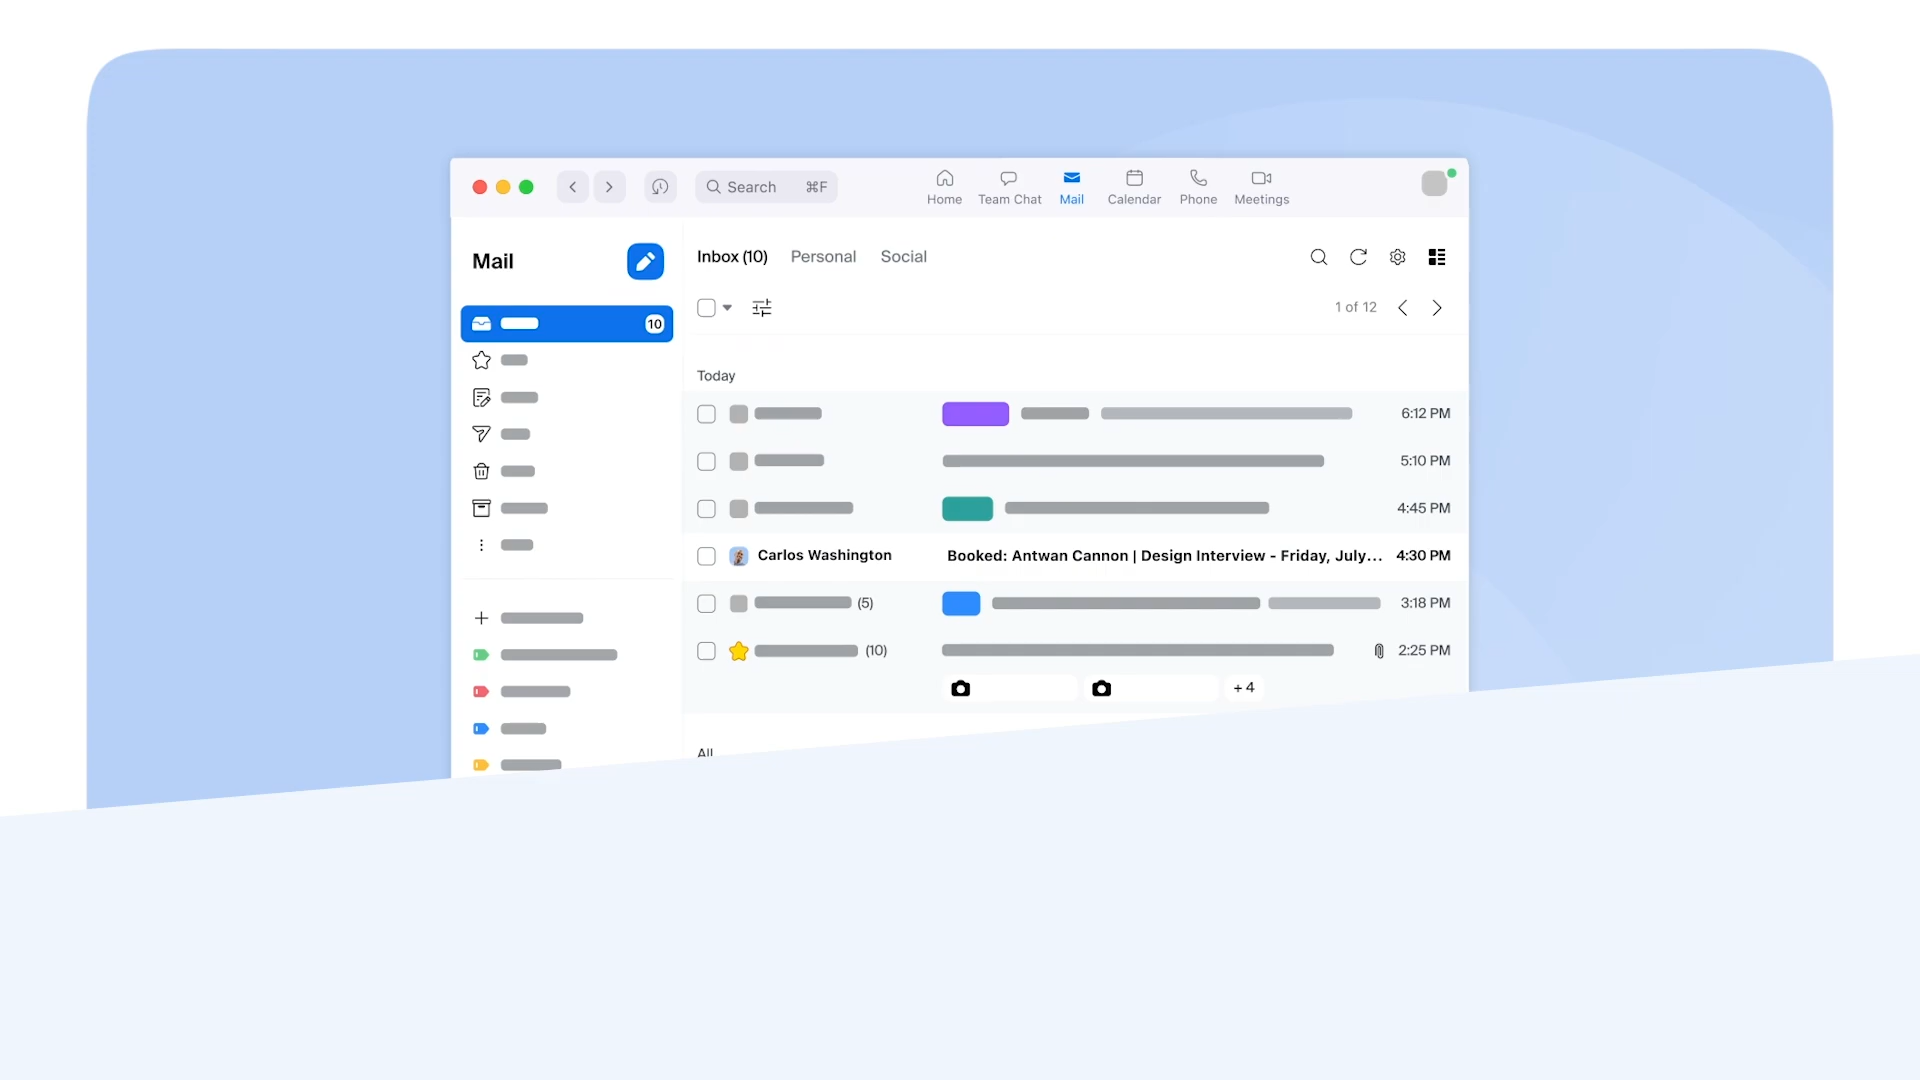 Search ⌘F
Home Team Chat Mail Calendar Phone Meetings
Mail
Inbox (10) Personal Social
10
1 of 12
Today
6:12 PM
5:10 PM
4:45 PM
Carlos Washington Booked: Antwan Cannon | Design Interview - Friday, July... 4:30 PM
(5) 3:18 PM
(10) 2:25 PM
+ 4
All